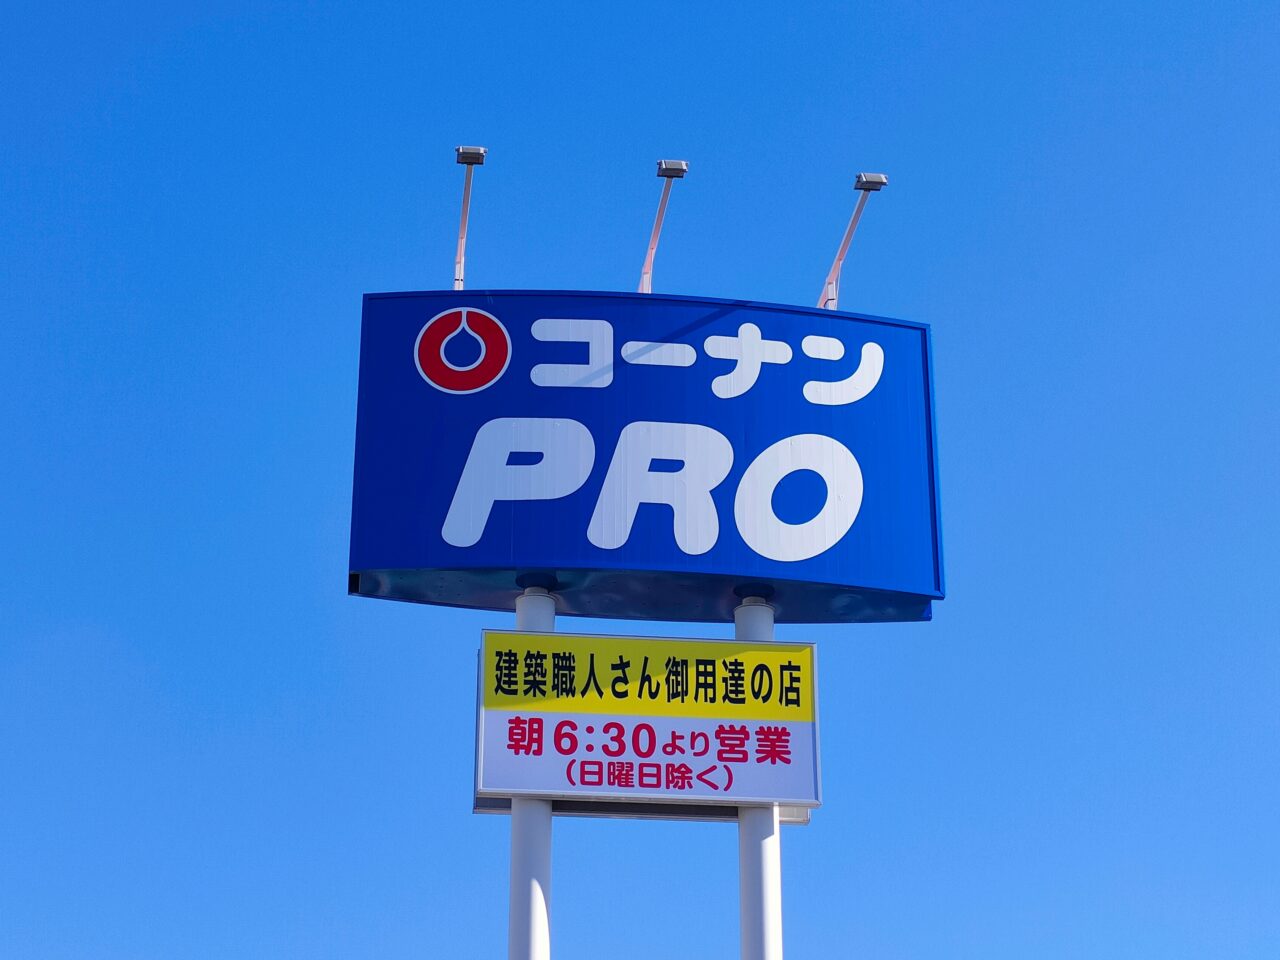 コーナン
PRO
建築職人さん御用達の店
朝6:30より営業
(日曜日除く)